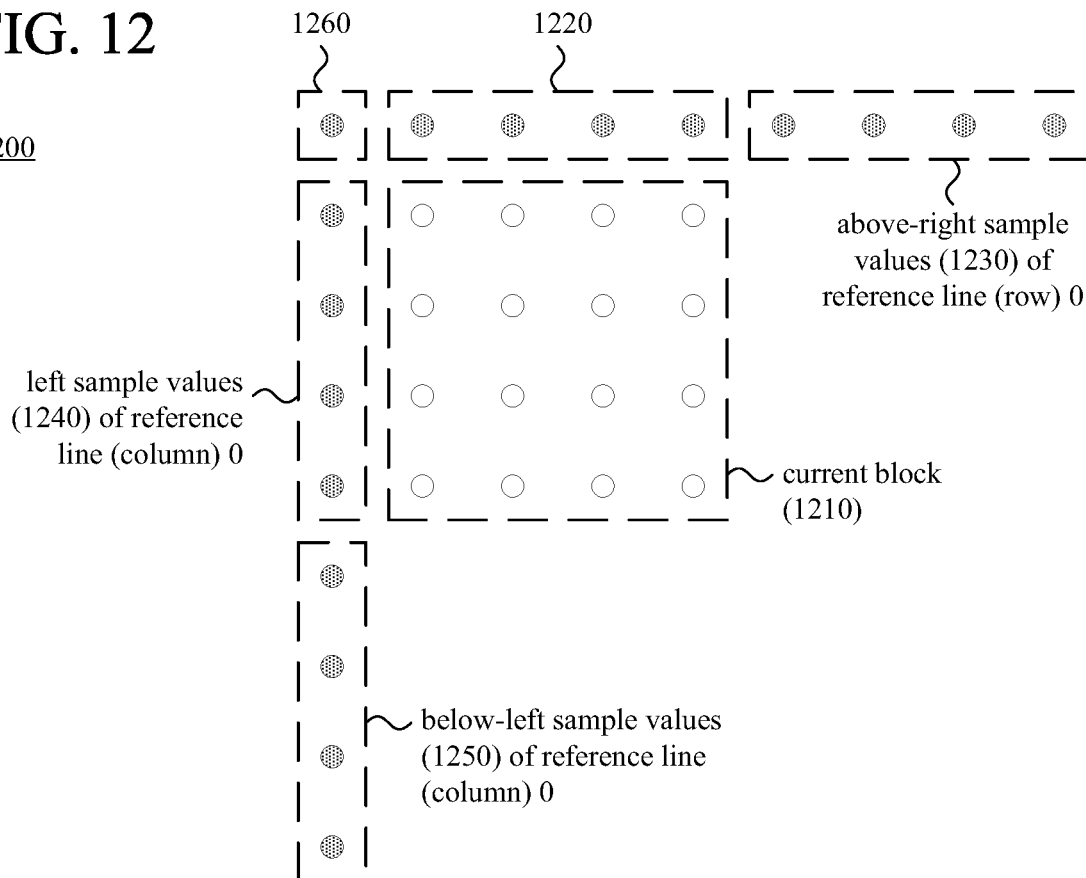 FIG. 12
1260
1220
200
above-right sample
values (1230) of
reference line (row) 0
left sample values
(1240) of reference
line (column) 0
current block
(1210)
below-left sample values
(1250) of reference line
(column) 0